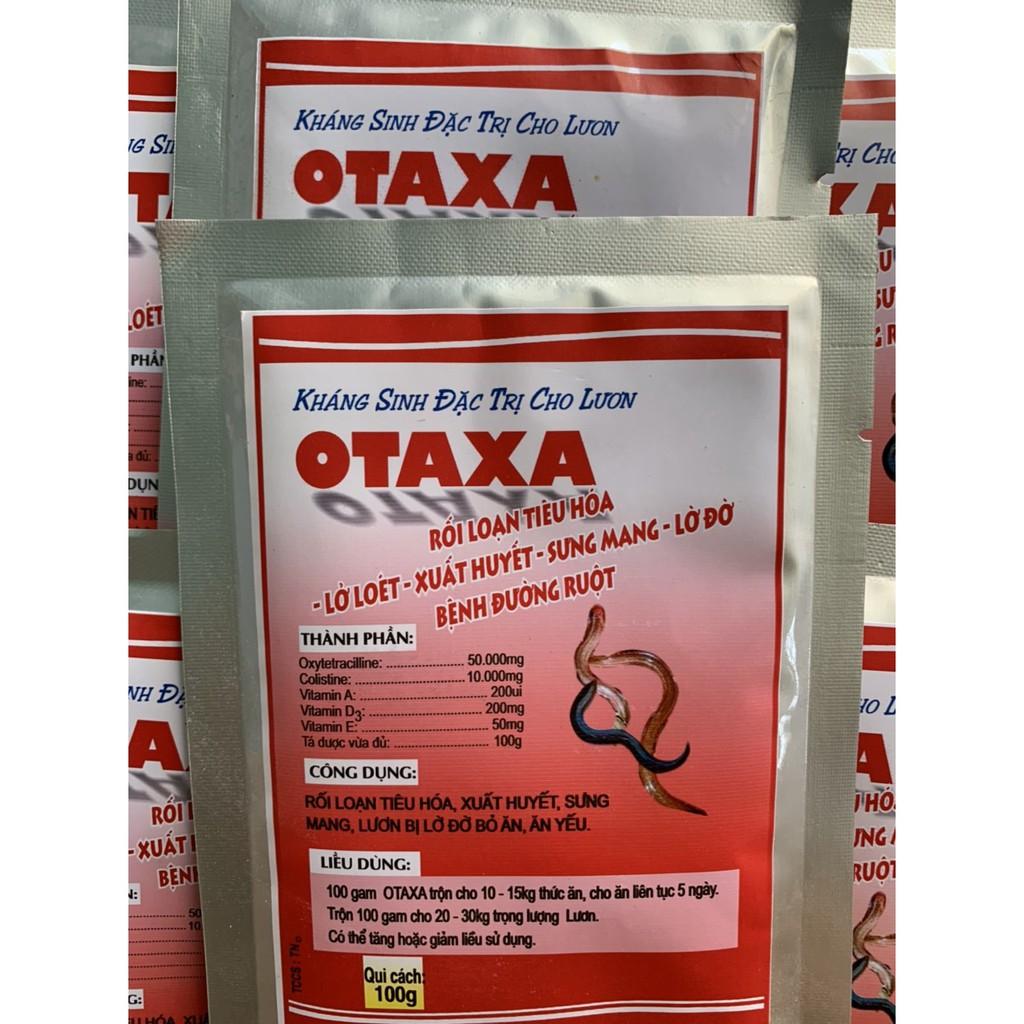 KHÁNG SINH ĐẶC TRỊ CHO LƯƠN
OTAXA
KHÁNG SINH ĐẶC TRỊ CHO LƯƠN
OTAXA
RỐI LOẠN TIÊU HÓA
- LỞ LOÉT - XUẤT HUYẾT - SƯNG MANG - LỜ ĐỜ
BỆNH ĐƯỜNG RUỘT
THÀNH PHẦN:
Oxytetracilline: ........................ 50.000mg
Colistine: .................................. 10.000mg
Vitamin A: ....................................... 200ui
Vitamin D3: ................................... 200mg
Vitamin E: ....................................... 50mg
Tá dược vừa đủ: ............................ 100g
CÔNG DỤNG:
RỐI LOẠN TIÊU HÓA, XUẤT HUYẾT, SƯNG
MANG, LƯƠN BỊ LỜ ĐỜ BỎ ĂN, ĂN YẾU.
LIỀU DÙNG:
100 gam OTAXA trộn cho 10 - 15kg thức ăn, cho ăn liên tục 5 ngày.
Trộn 100 gam cho 20 - 30kg trọng lượng Lươn.
Có thể tăng hoặc giảm liều sử dụng.
TCCS : TN
Qui cách:
100g